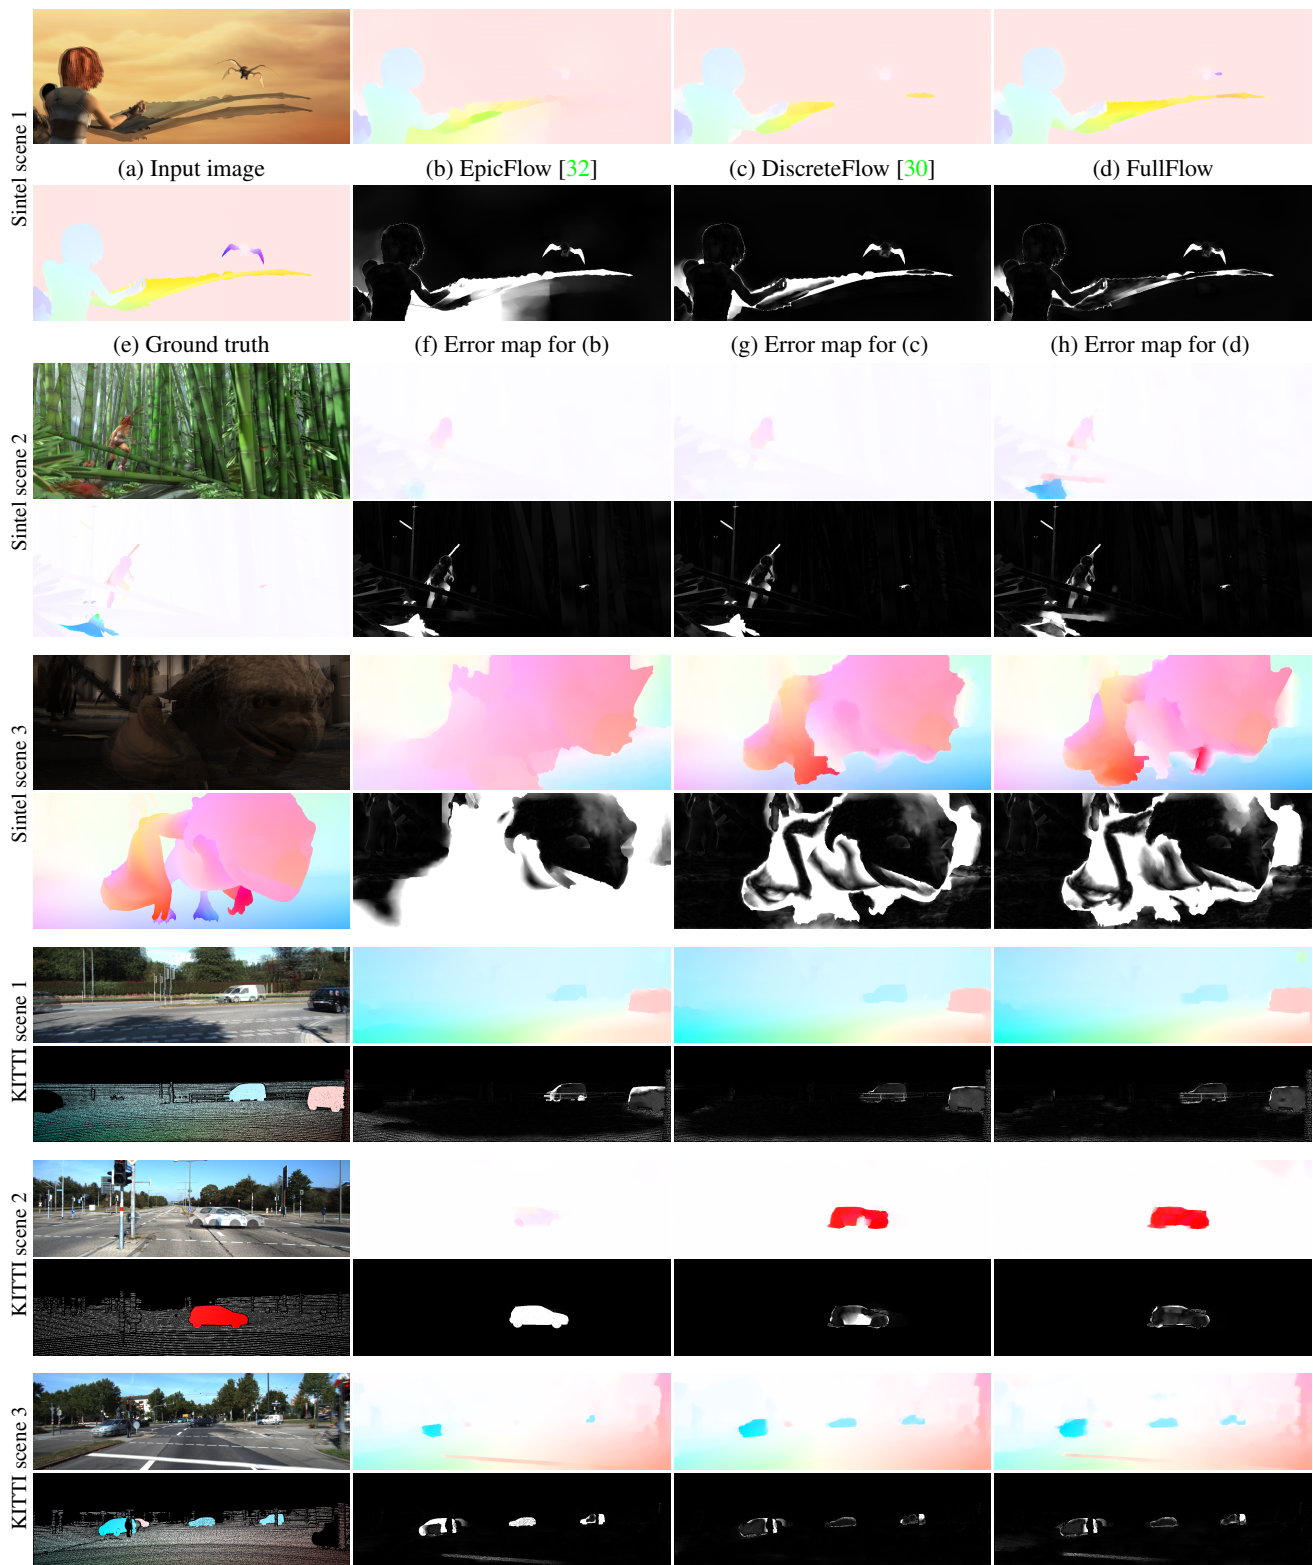 Sintel scene 1
(a) Input image
(b) EpicFlow [32]
(c) DiscreteFlow [30]
(d) FullFlow
(e) Ground truth
(f) Error map for (b)
(g) Error map for (c)
(h) Error map for (d)
Sintel scene 2
Sintel scene 3
KITTI scene 1
KITTI scene 2
KITTI scene 3